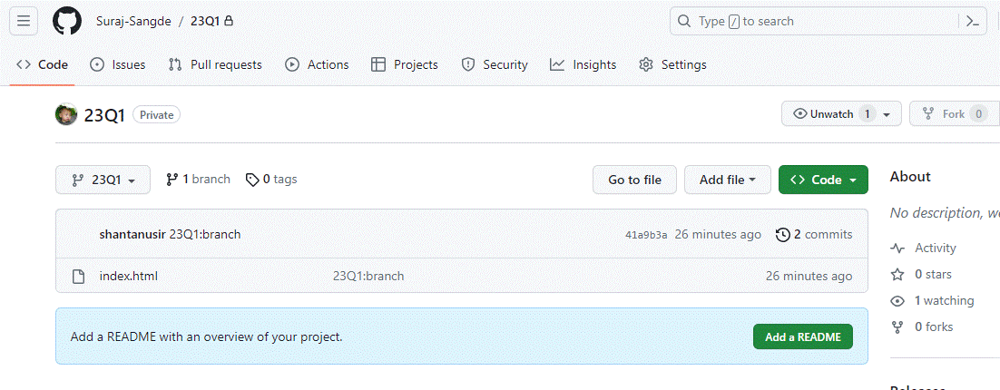 Suraj-Sangde / 23Q1 Type / to search
Code Issues Pull requests Actions Projects Security Insights Settings
23Q1 Private Unwatch 1 Fork 0
23Q1 1 branch 0 tags Go to file Add file Code
shantanusir 23Q1:branch 41a9b3a 26 minutes ago 2 commits
index.html 23Q1:branch 26 minutes ago
Add a README with an overview of your project. Add a README
About
No description, we
Activity
0 stars
1 watching
0 forks
Releases